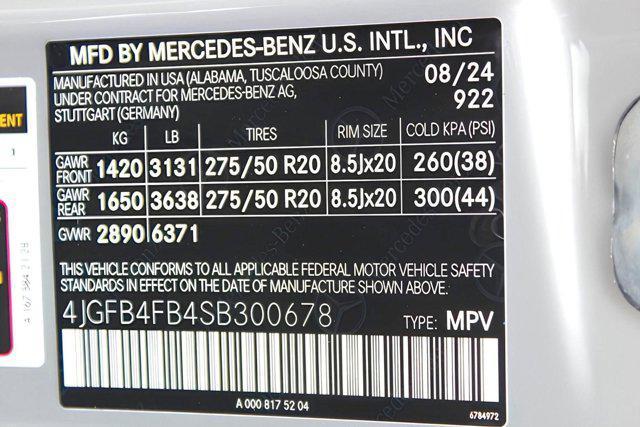 MFD BY MERCEDES-BENZ U.S. INTL., INC
MANUFACTURED IN USA (ALABAMA, TUSCALOOSA COUNTY) 08/24
UNDER CONTRACT FOR MERCEDES-BENZ AG, 922
STUTTGART (GERMANY)
KG LB TIRES RIM SIZE COLD KPA (PSI)
GAWR FRONT 1420 3131 275/50 R20 8.5Jx20 260(38)
GAWR REAR 1650 3638 275/50 R20 8.5Jx20 300(44)
GVWR 2890 6371
THIS VEHICLE CONFORMS TO ALL APPLICABLE FEDERAL MOTOR VEHICLE SAFETY
STANDARDS IN EFFECT ON THE DATE OF MANUFACTURE SHOWN ABOVE.
4JGFB4FB4SB300678 TYPE: MPV
A 000 817 52 04
6784972
1